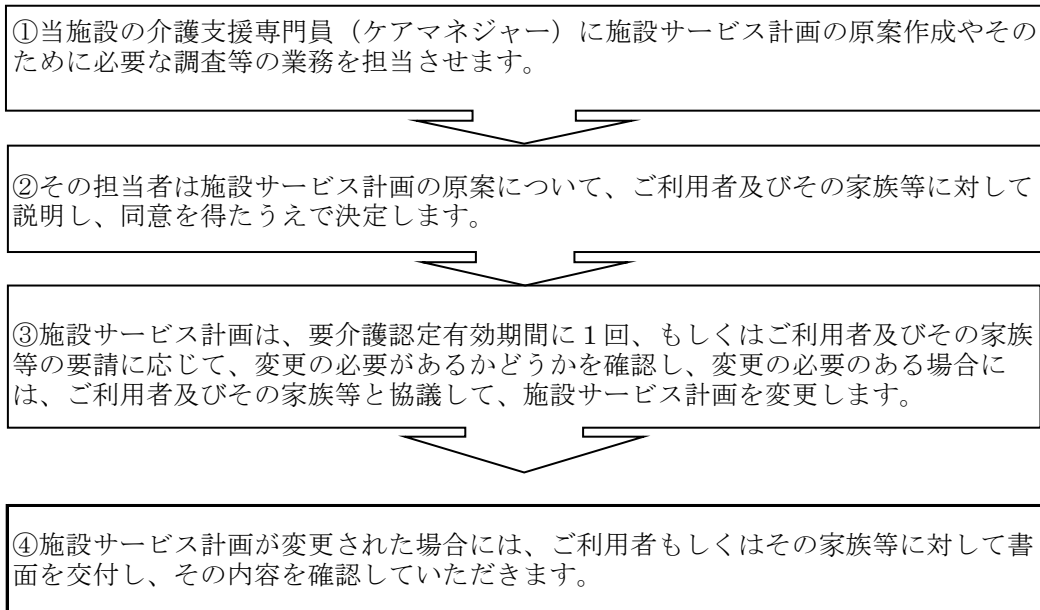 ①当施設の介護支援専門員（ケアマネジャー）に施設サービス計画の原案作成やその
ために必要な調査等の業務を担当させます。
②その担当者は施設サービス計画の原案について、ご利用者及びその家族等に対して
説明し、同意を得たうえで決定します。
③施設サービス計画は、要介護認定有効期間に１回、もしくはご利用者及びその家族
等の要請に応じて、変更の必要があるかどうかを確認し、変更の必要のある場合に
は、ご利用者及びその家族等と協議して、施設サービス計画を変更します。
④施設サービス計画が変更された場合には、ご利用者もしくはその家族等に対して書
面を交付し、その内容を確認していただきます。